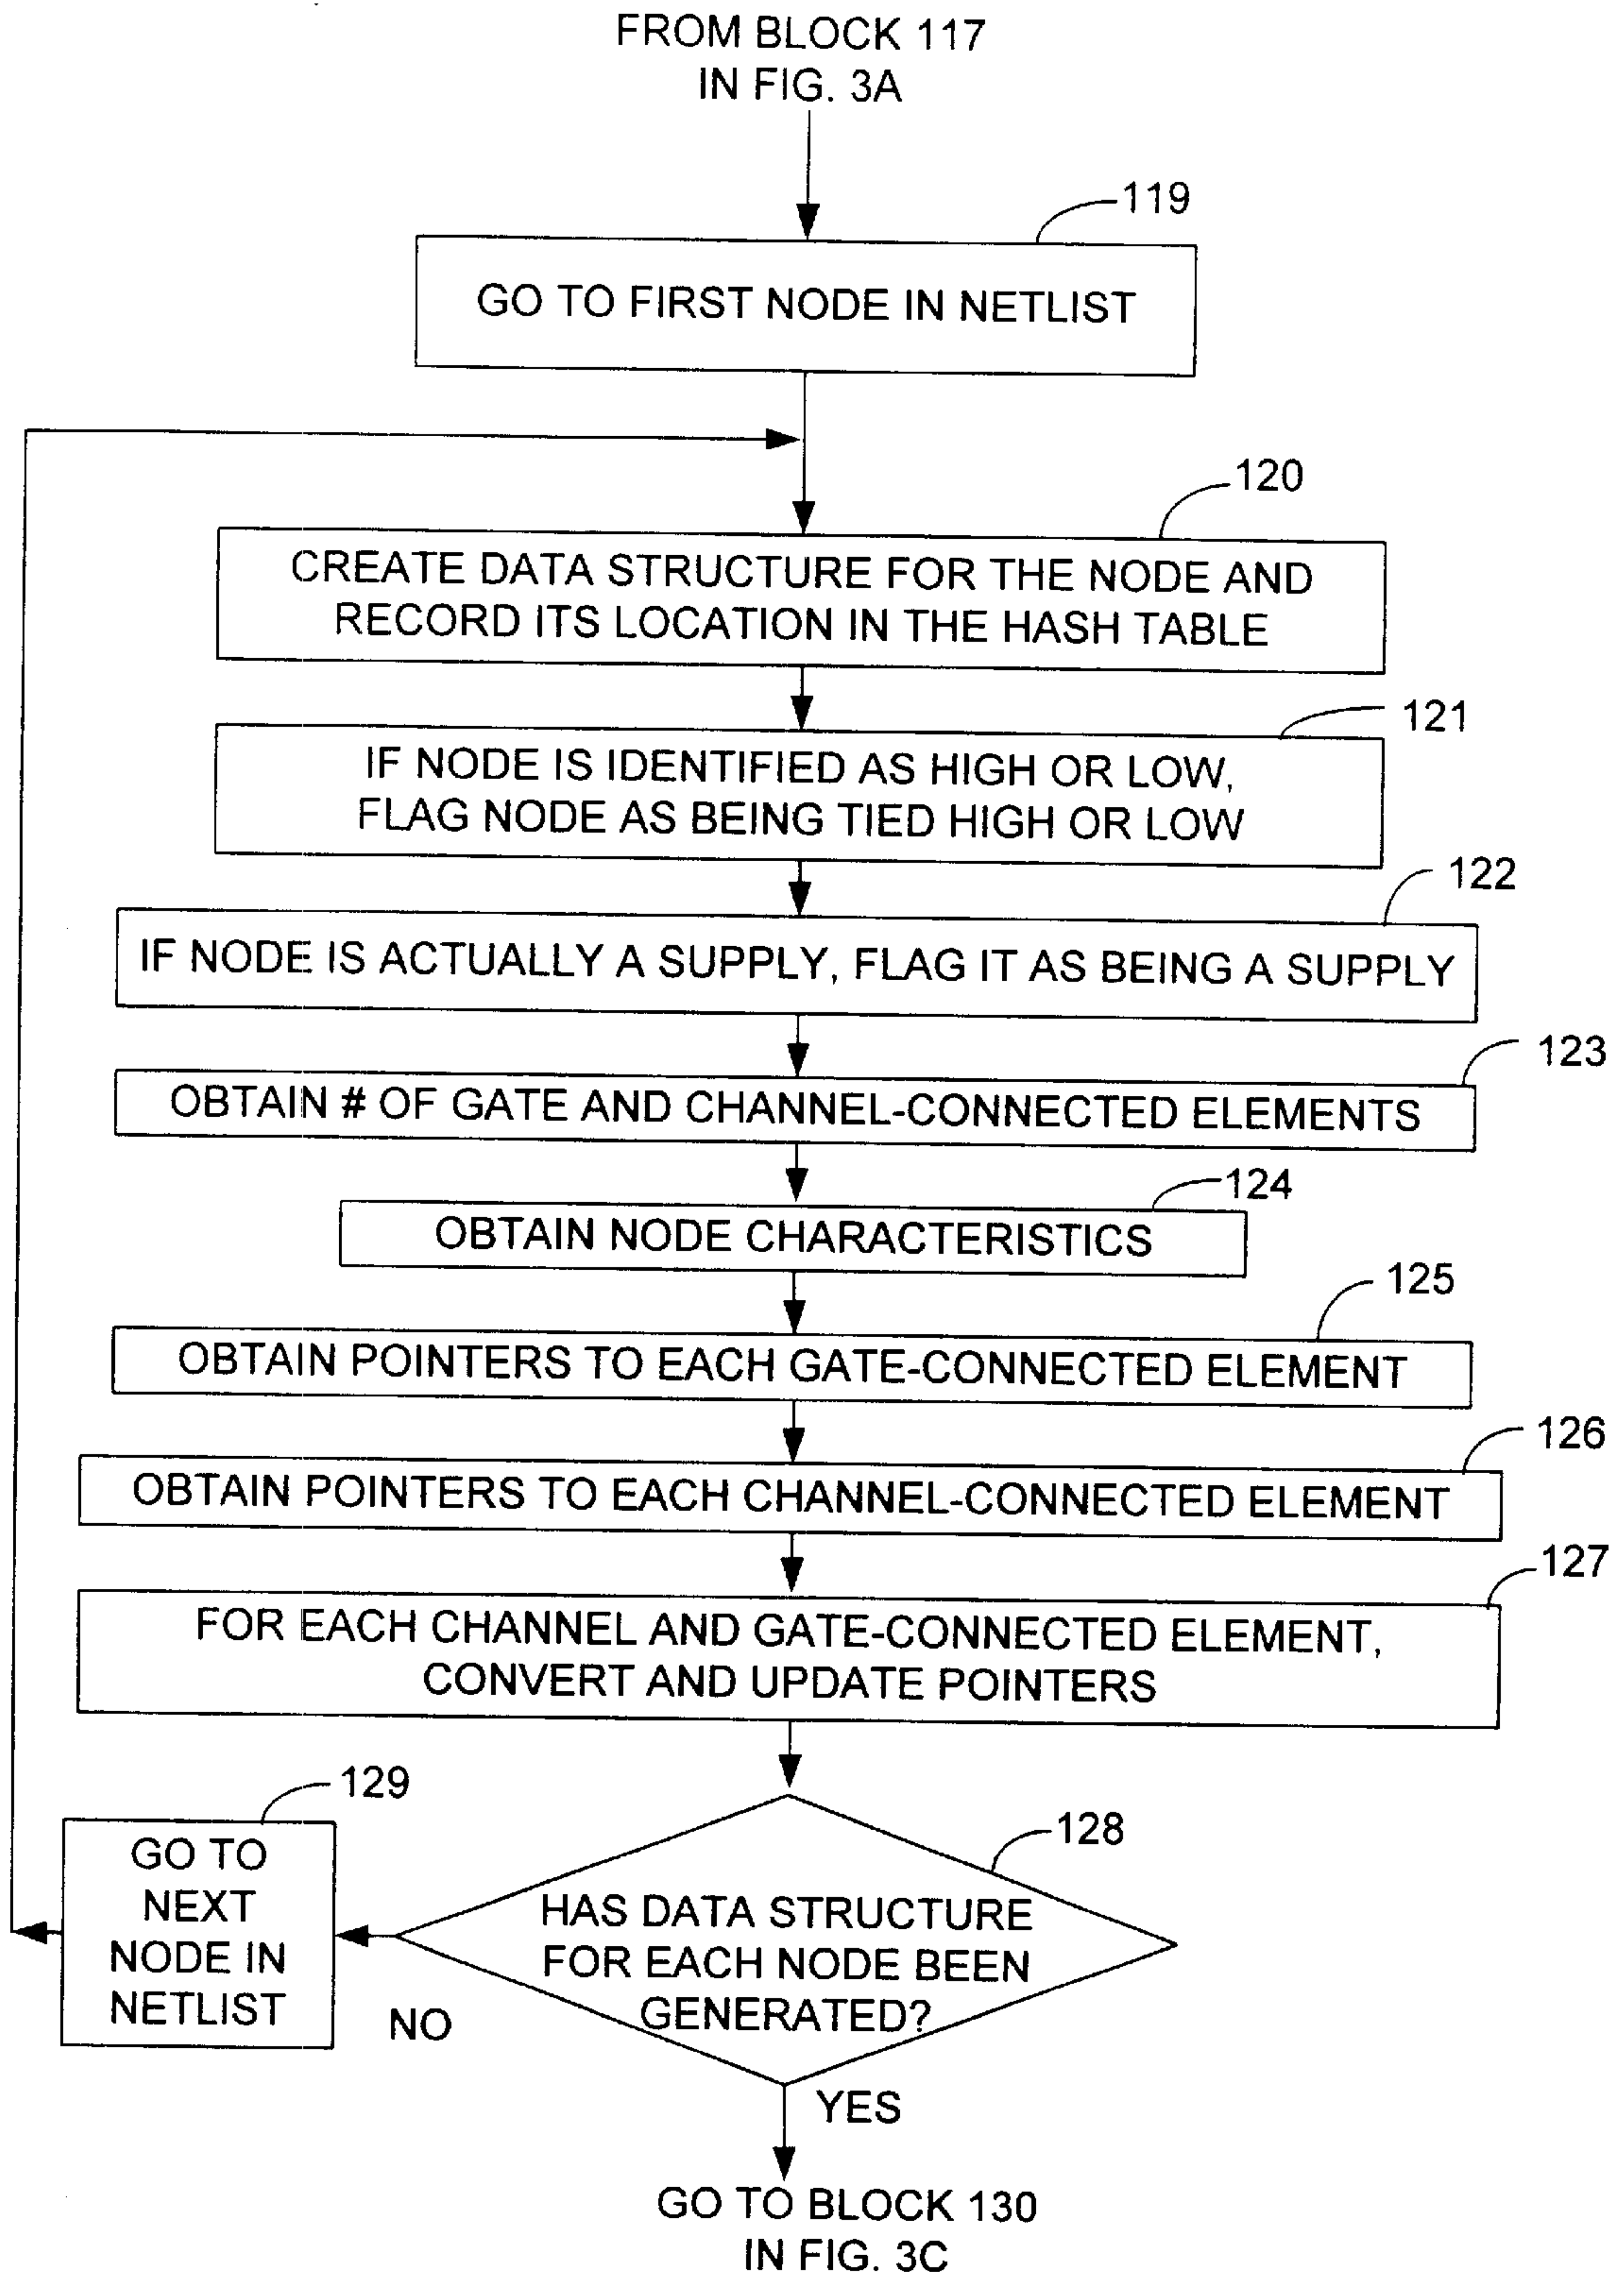 FROM BLOCK 117
IN FIG. 3A
119
GO TO FIRST NODE IN NETLIST
120
CREATE DATA STRUCTURE FOR THE NODE AND
RECORD ITS LOCATION IN THE HASH TABLE
121
IF NODE IS IDENTIFIED AS HIGH OR LOW,
FLAG NODE AS BEING TIED HIGH OR LOW
122
IF NODE IS ACTUALLY A SUPPLY, FLAG IT AS BEING A SUPPLY
123
OBTAIN # OF GATE AND CHANNEL-CONNECTED ELEMENTS
124
OBTAIN NODE CHARACTERISTICS
125
OBTAIN POINTERS TO EACH GATE-CONNECTED ELEMENT
126
OBTAIN POINTERS TO EACH CHANNEL-CONNECTED ELEMENT
127
FOR EACH CHANNEL AND GATE-CONNECTED ELEMENT,
CONVERT AND UPDATE POINTERS
128
HAS DATA STRUCTURE
FOR EACH NODE BEEN
GENERATED?
NO
129
GO TO
NEXT
NODE IN
NETLIST
YES
GO TO BLOCK 130
IN FIG. 3C